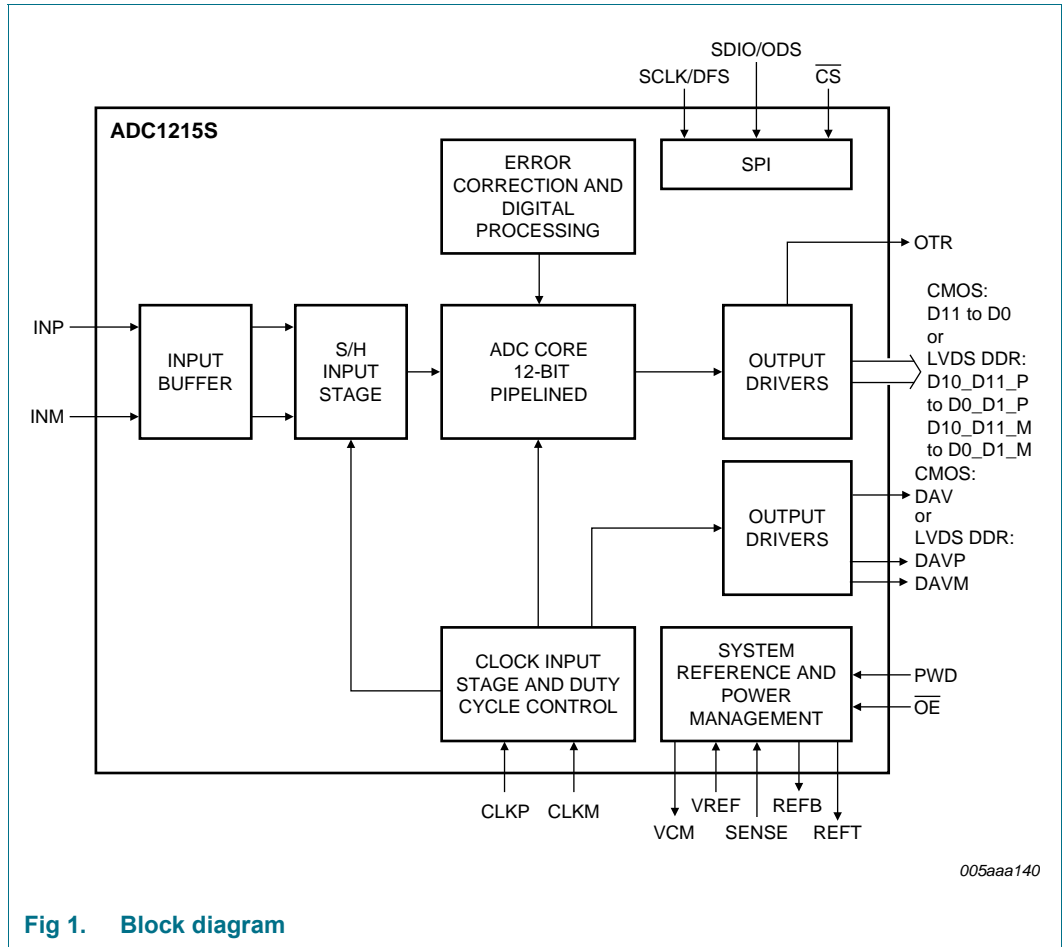 SDIO/ODS
SCLK/DFS
CS
ADC1215S
ERROR
CORRECTION AND
DIGITAL
PROCESSING
SPI
OTR
INP
INM
INPUT
BUFFER
S/H
INPUT
STAGE
ADC CORE
12-BIT
PIPELINED
OUTPUT
DRIVERS
CMOS:
D11 to D0
or
LVDS DDR:
D10_D11_P
to D0_D1_P
D10_D11_M
to D0_D1_M
OUTPUT
DRIVERS
CMOS:
DAV
or
LVDS DDR:
DAVP
DAVM
CLOCK INPUT
STAGE AND DUTY
CYCLE CONTROL
SYSTEM
REFERENCE AND
POWER
MANAGEMENT
PWD
OE
CLKP
CLKM
VCM
VREF
SENSE
REFB
REFT
005aaa140
Fig 1. Block diagram